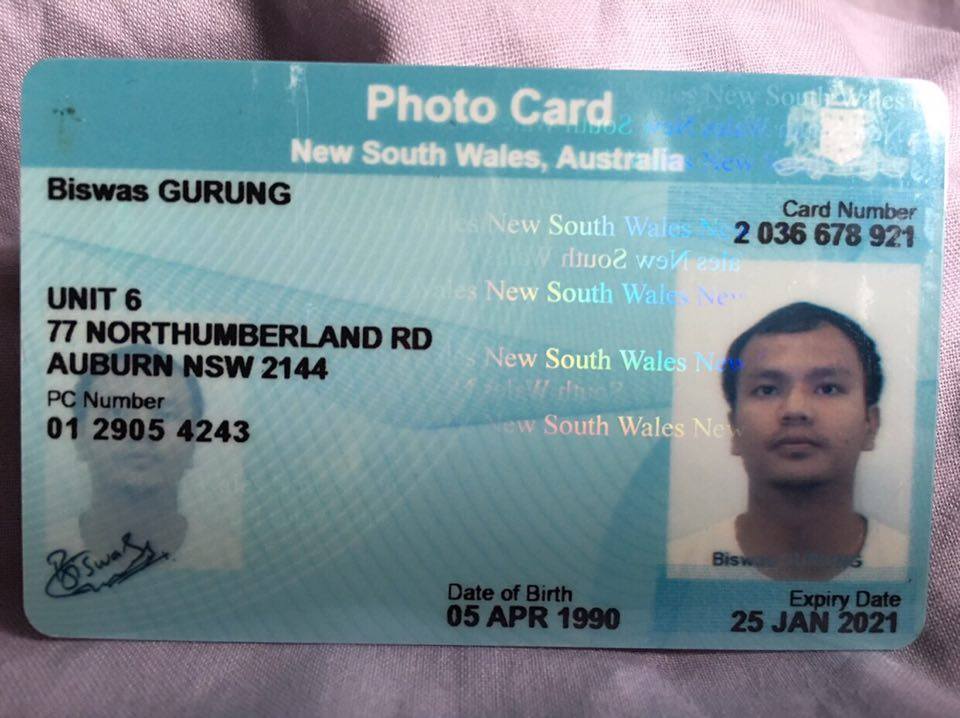 Photo Card
New South Wales, Australia
Biswas GURUNG
Card Number
2 036 678 921
UNIT 6
77 NORTHUMBERLAND RD
AUBURN NSW 2144
PC Number
01 2905 4243
New South Wales
New South Wales
New South Wales
South Wales
Biswas
Date of Birth
05 APR 1990
Expiry Date
25 JAN 2021